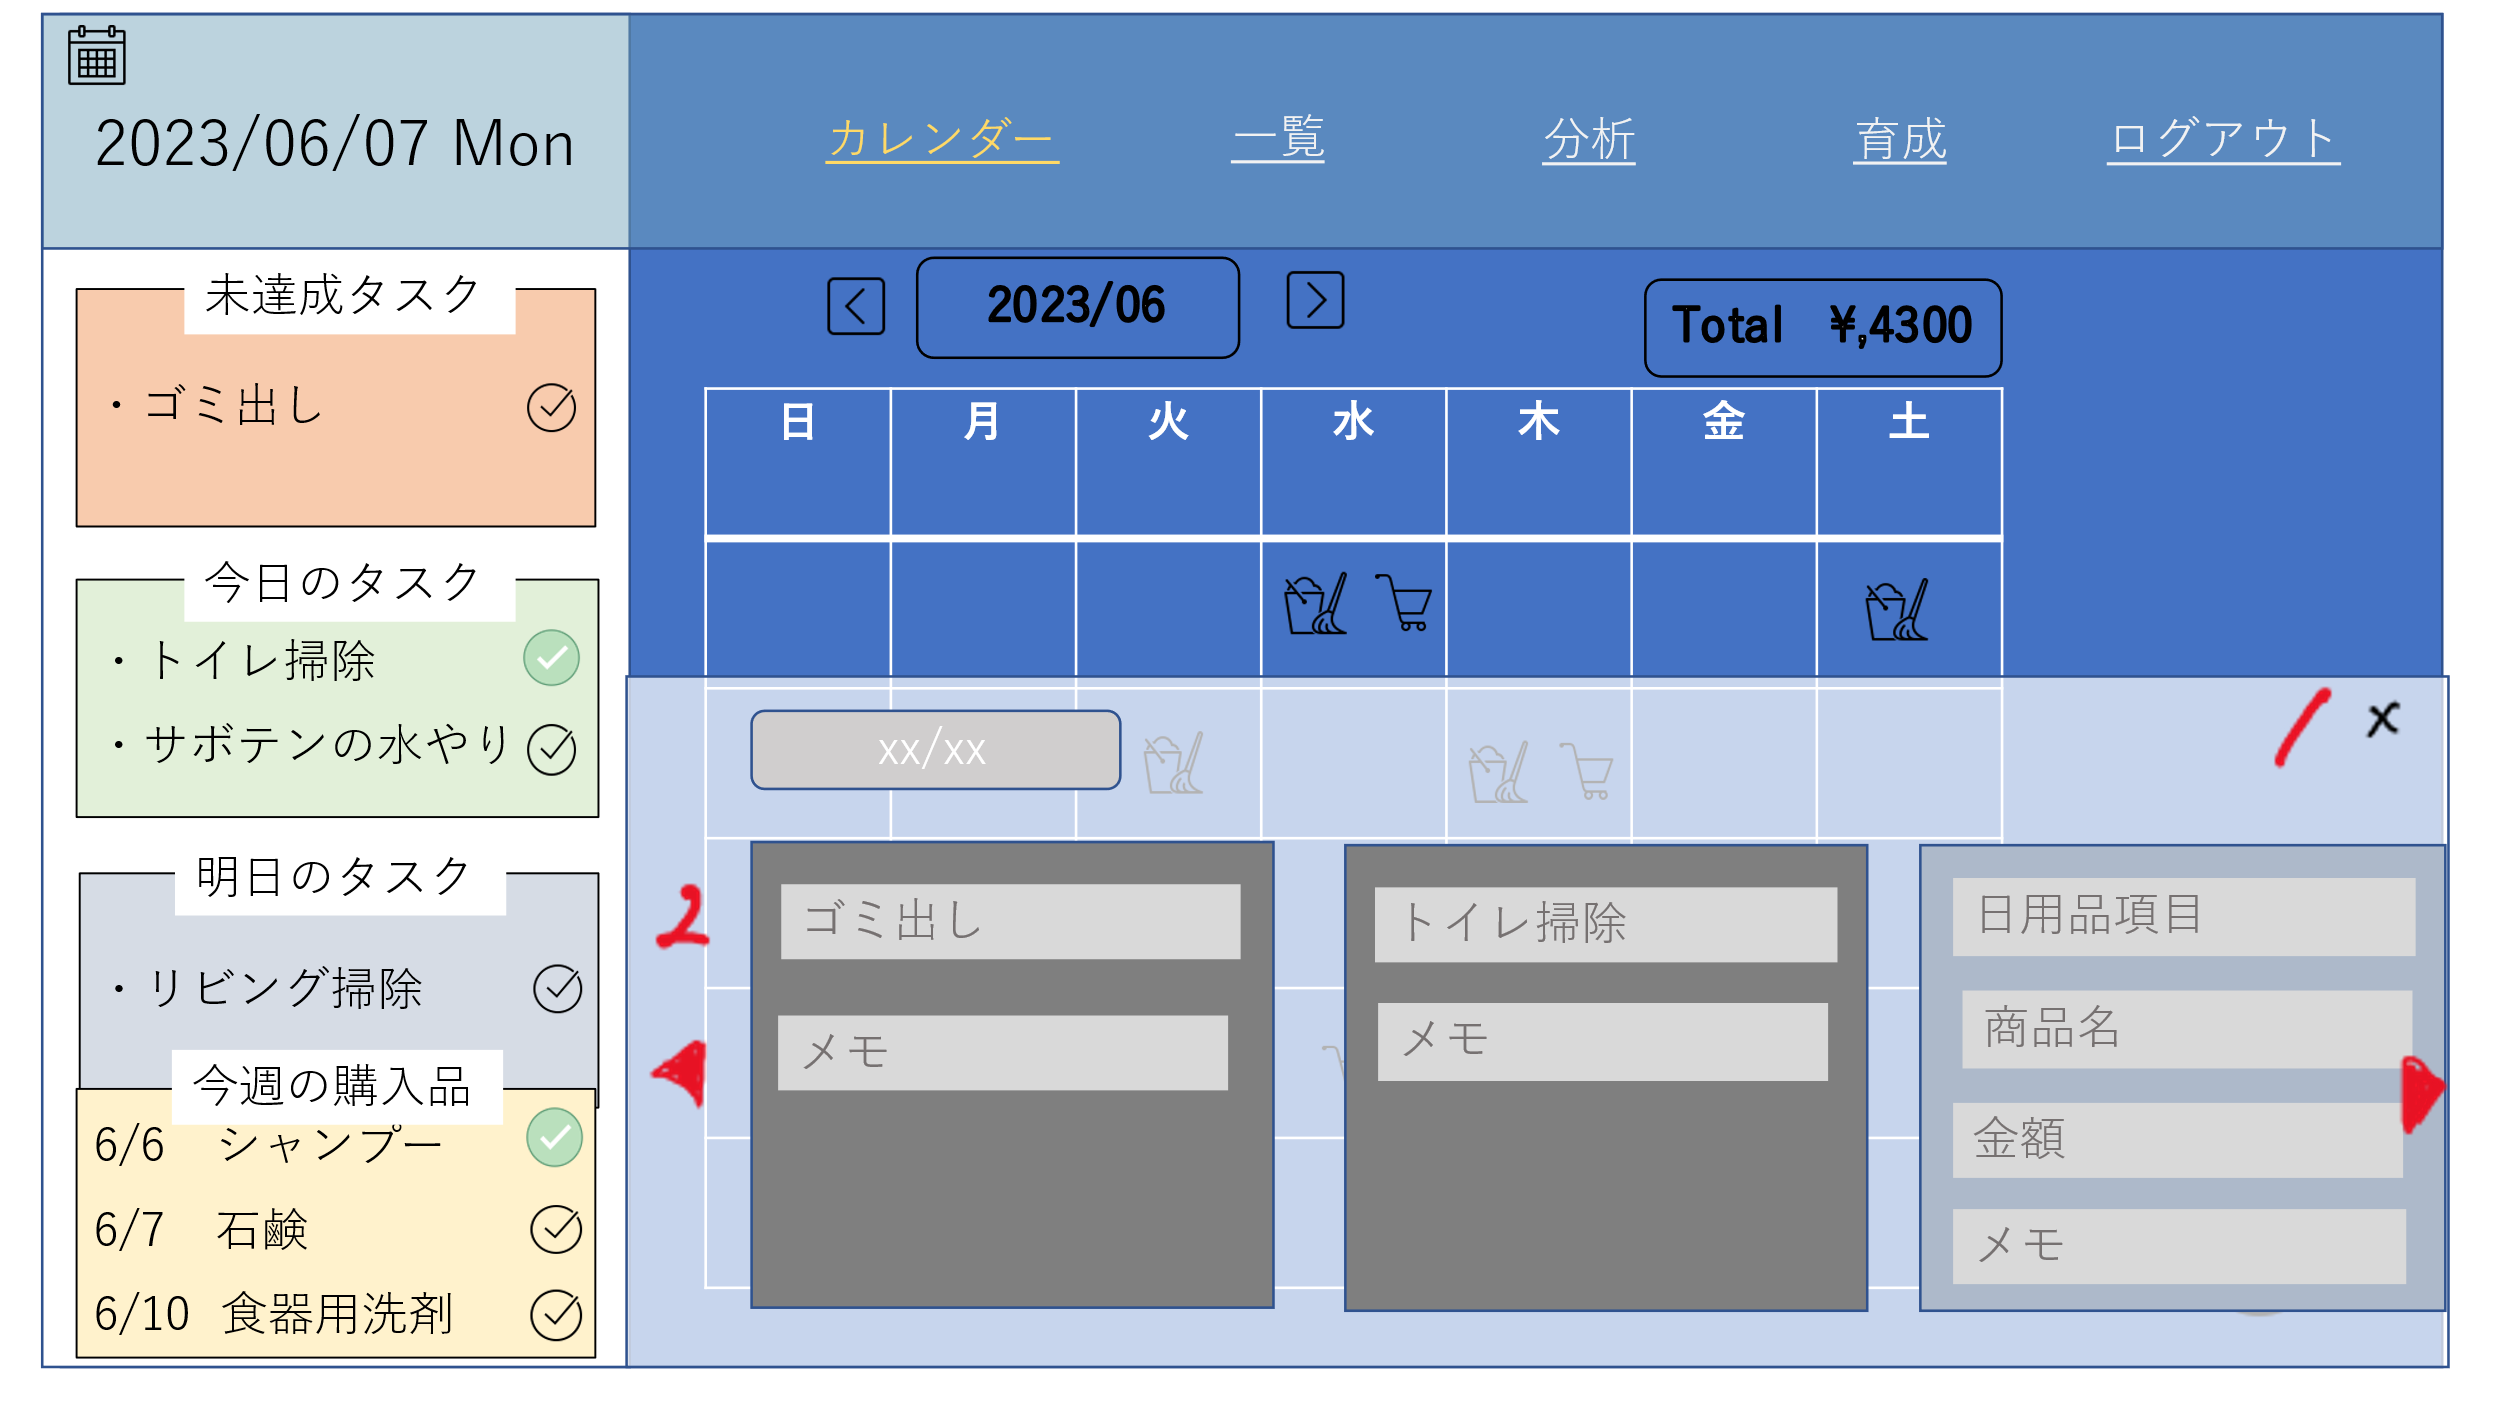 2023/06/07 Mon
カレンダー 一覧 分析 育成 ログアウト
未達成タスク
・ゴミ出し
今日のタスク
・トイレ掃除
・サボテンの水やり
明日のタスク
・リビング掃除
今週の購入品
6/6 シャンプー
6/7 石鹸
6/10 食器用洗剤
2023/06
Total ¥,4300
日 月 火 水 木 金 土
xx/xx
1 x
2
ゴミ出し
メモ
トイレ掃除
メモ
日用品項目
商品名
金額
メモ